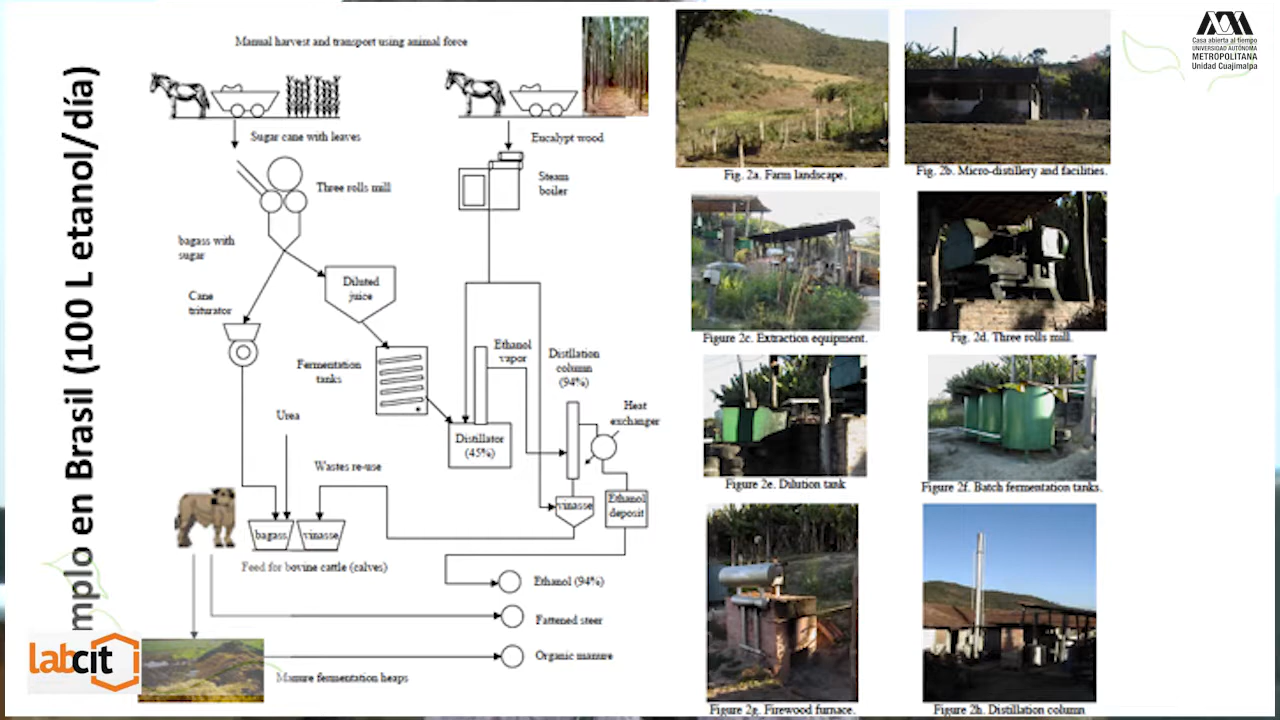 mplo en Brasil (100 L etanol/día)
Manual harvest and transport using animal force
Sugar cane with leaves
Eucalypt wood
Three rolls mill
Steam
boiler
bagass with
sugar
Diluted
juice
Cane
triturator
Fermentation
tanks
Ethanol
vapor
Distllation
column
(94%)
Heat
exchanger
Urea
Distillator
(45%)
Wastes re-use
vinasse
Ethanol
deposit
bagass
vinasse
Feed for bovine cattle (calves)
Ethanol (94%)
Fattened steer
Organic manure
Manure fermentation heaps
labcit
Fig. 2a. Farm landscape.
Fig. 2b. Micro-distillery and facilities.
Figure 2c. Extraction equipment.
Fig. 2d. Three rolls mill.
Figure 2e. Dilution tank
Figure 2f. Batch fermentation tanks.
Figure 2g. Firewood furnace.
Figure 2h. Distillation column
Casa abierta al tiempo
UNIVERSIDAD AUTÓNOMA
METROPOLITANA
Unidad Cuajimalpa